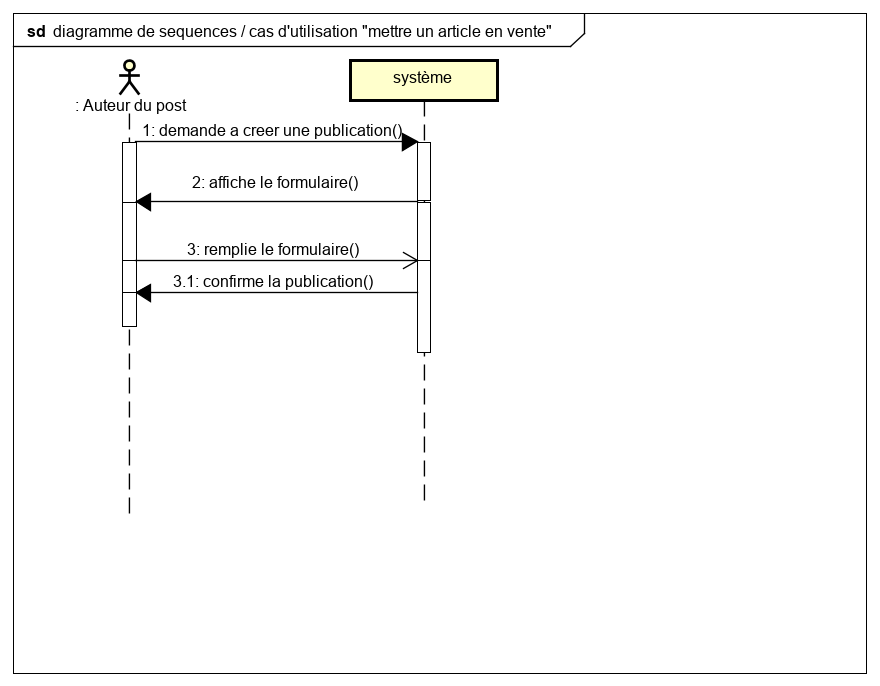 sd diagramme de sequences / cas d'utilisation "mettre un article en vente"
système
: Auteur du post
1: demande a creer une publication()
2: affiche le formulaire()
3: remplie le formulaire()
3.1: confirme la publication()